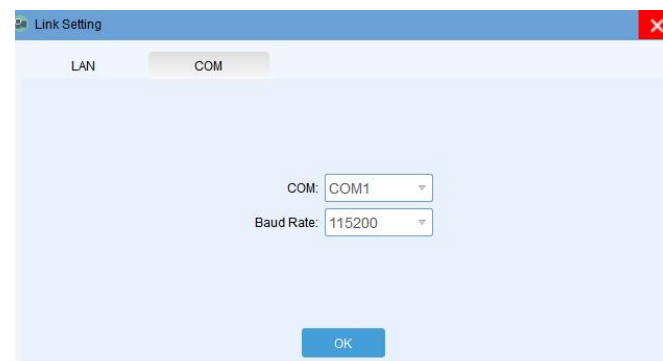 Link Setting
LAN COM
COM: COM1
Baud Rate: 115200
OK